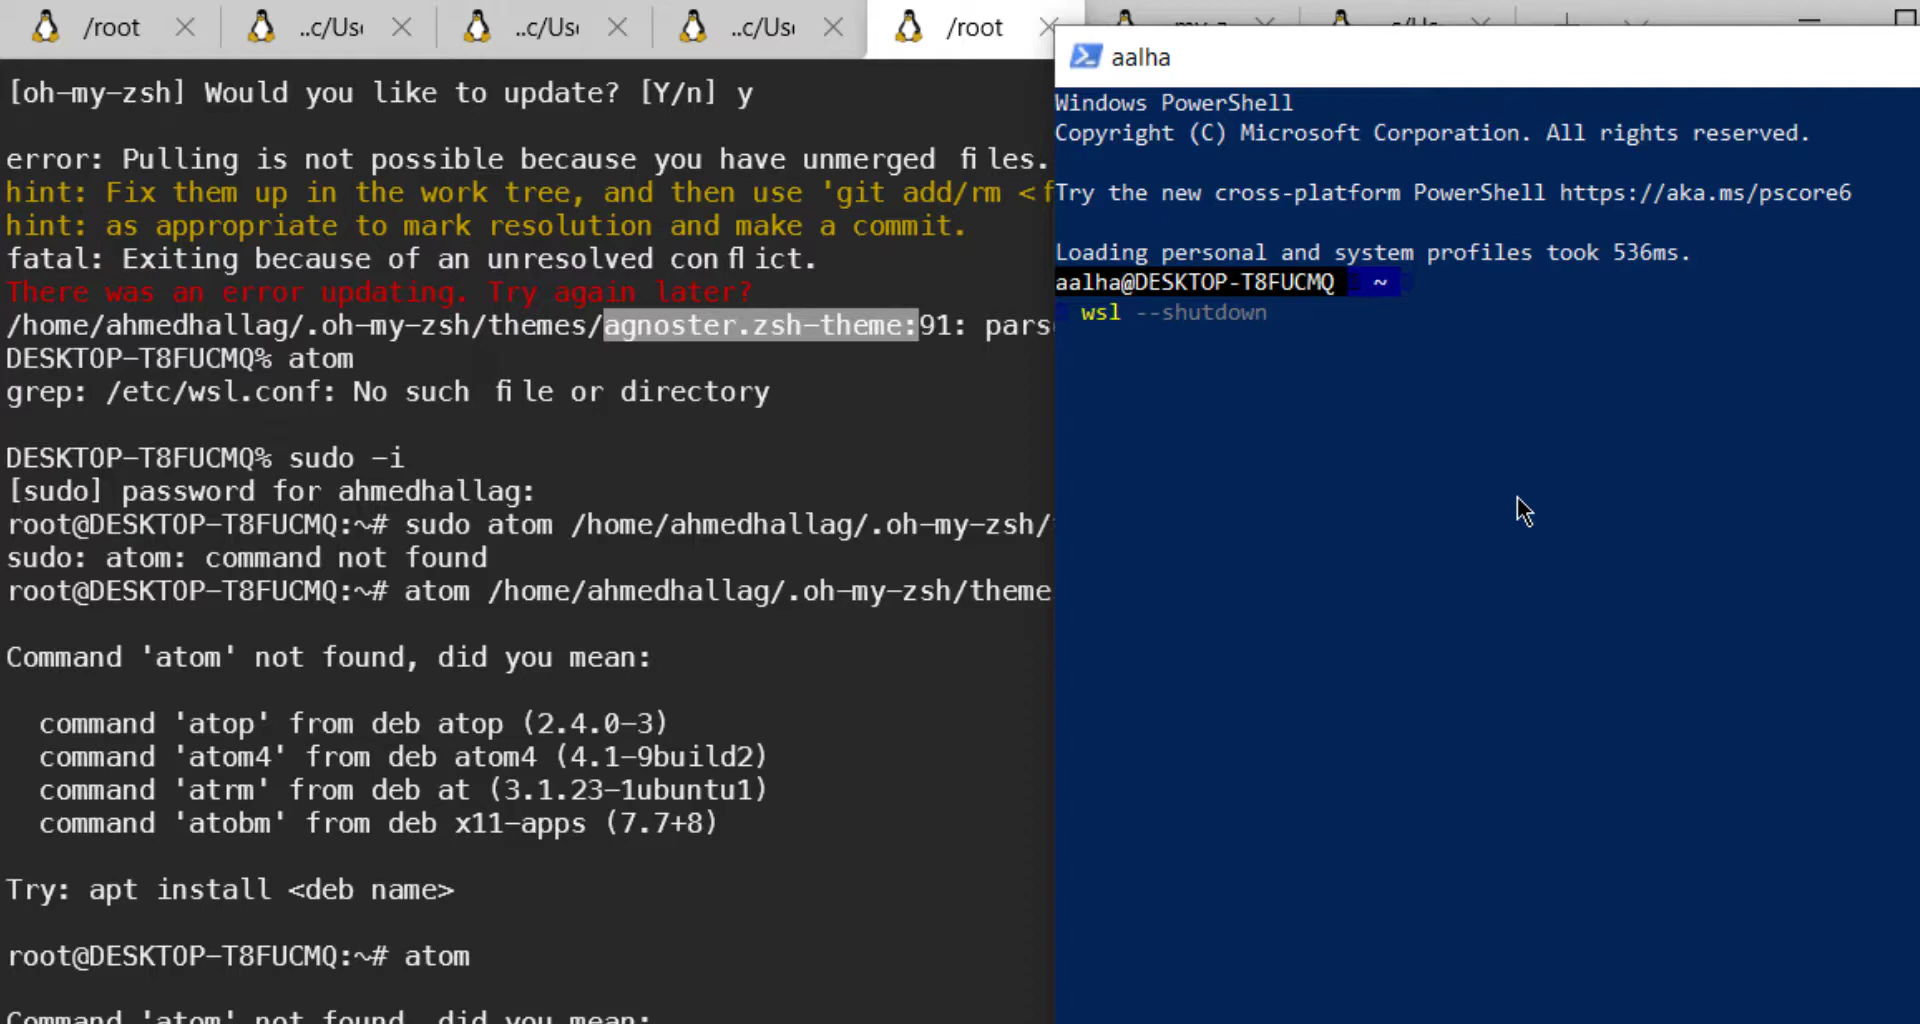 /root
..c/Use
..c/Use
..c/Use
/root
[oh-my-zsh] Would you like to update? [Y/n] y
error: Pulling is not possible because you have unmerged files.
hint: Fix them up in the work tree, and then use 'git add/rm <f
hint: as appropriate to mark resolution and make a commit.
fatal: Exiting because of an unresolved conflict.
There was an error updating. Try again later?
/home/ahmedhallag/.oh-my-zsh/themes/agnoster.zsh-theme:91: pars
DESKTOP-T8FUCMQ% atom
grep: /etc/wsl.conf: No such file or directory
DESKTOP-T8FUCMQ% sudo -i
[sudo] password for ahmedhallag:
root@DESKTOP-T8FUCMQ:~# sudo atom /home/ahmedhallag/.oh-my-zsh/
sudo: atom: command not found
root@DESKTOP-T8FUCMQ:~# atom /home/ahmedhallag/.oh-my-zsh/theme
Command 'atom' not found, did you mean:
command 'atop' from deb atop (2.4.0-3)
command 'atom4' from deb atom4 (4.1-9build2)
command 'atrm' from deb at (3.1.23-1ubuntu1)
command 'atobm' from deb x11-apps (7.7+8)
Try: apt install <deb name>
root@DESKTOP-T8FUCMQ:~# atom
Command 'atom' not found, did you mean:
aalha
Windows PowerShell
Copyright (C) Microsoft Corporation. All rights reserved.
Try the new cross-platform PowerShell https://aka.ms/pscore6
Loading personal and system profiles took 536ms.
aalha@DESKTOP-T8FUCMQ ~
wsl --shutdown